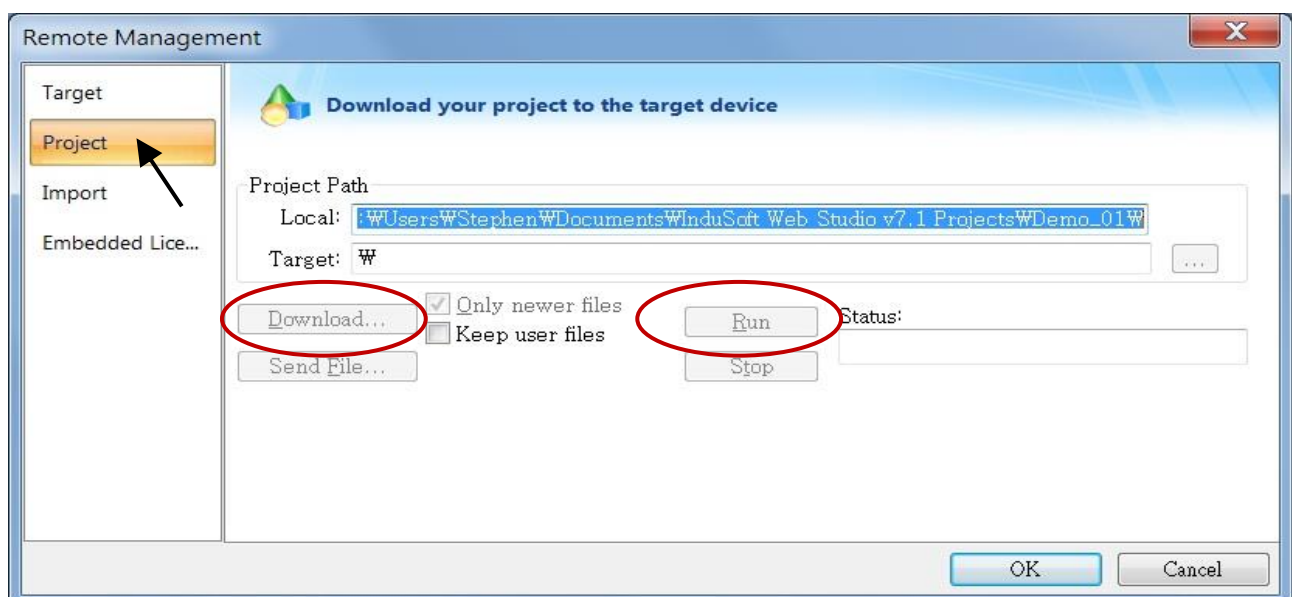 Remote Management
Target
Project
Import
Embedded Lice...
Download your project to the target device
Project Path
Local: :₩Users₩Stephen₩Documents₩InduSoft Web Studio v7.1 Projects₩Demo_01₩
Target: ₩
...
Download...
Only newer files
Keep user files
Send File...
Run
Stop
Status:
OK
Cancel